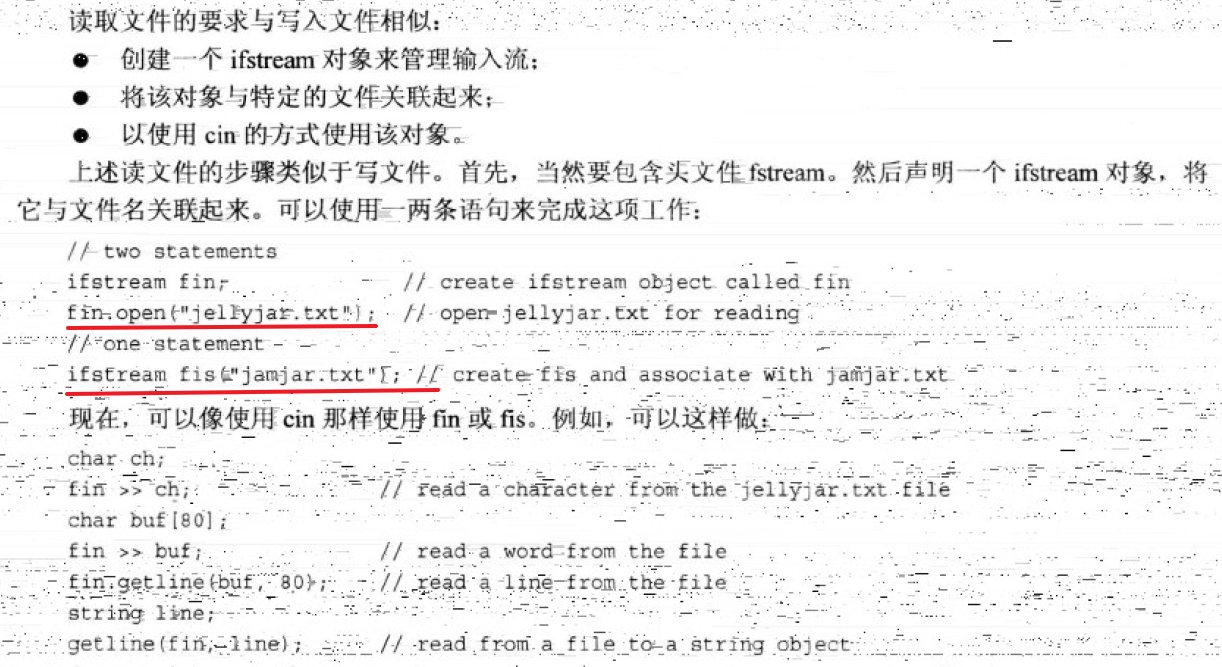 读取文件的要求与写入文件相似：
● 创建一个 ifstream 对象来管理输入流；
● 将该对象与特定的文件关联起来；
● 以使用 cin 的方式使用该对象。
上述读文件的步骤类似于写文件。首先，当然要包含头文件 fstream。然后声明一个 ifstream 对象，将
它与文件名关联起来。可以使用一两条语句来完成这项工作：
// two statements
ifstream fin; // create ifstream object called fin
fin.open("jellyjar.txt"); // open jellyjar.txt for reading
// one statement
ifstream fis("jamjar.txt"); // create fis and associate with jamjar.txt
现在，可以像使用 cin 那样使用 fin 或 fis。例如，可以这样做：
char ch;
fin >> ch; // read a character from the jellyjar.txt file
char buf[80];
fin >> buf; // read a word from the file
fin.getline(buf, 80); // read a line from the file
string line;
getline(fin, line); // read from a file to a string object